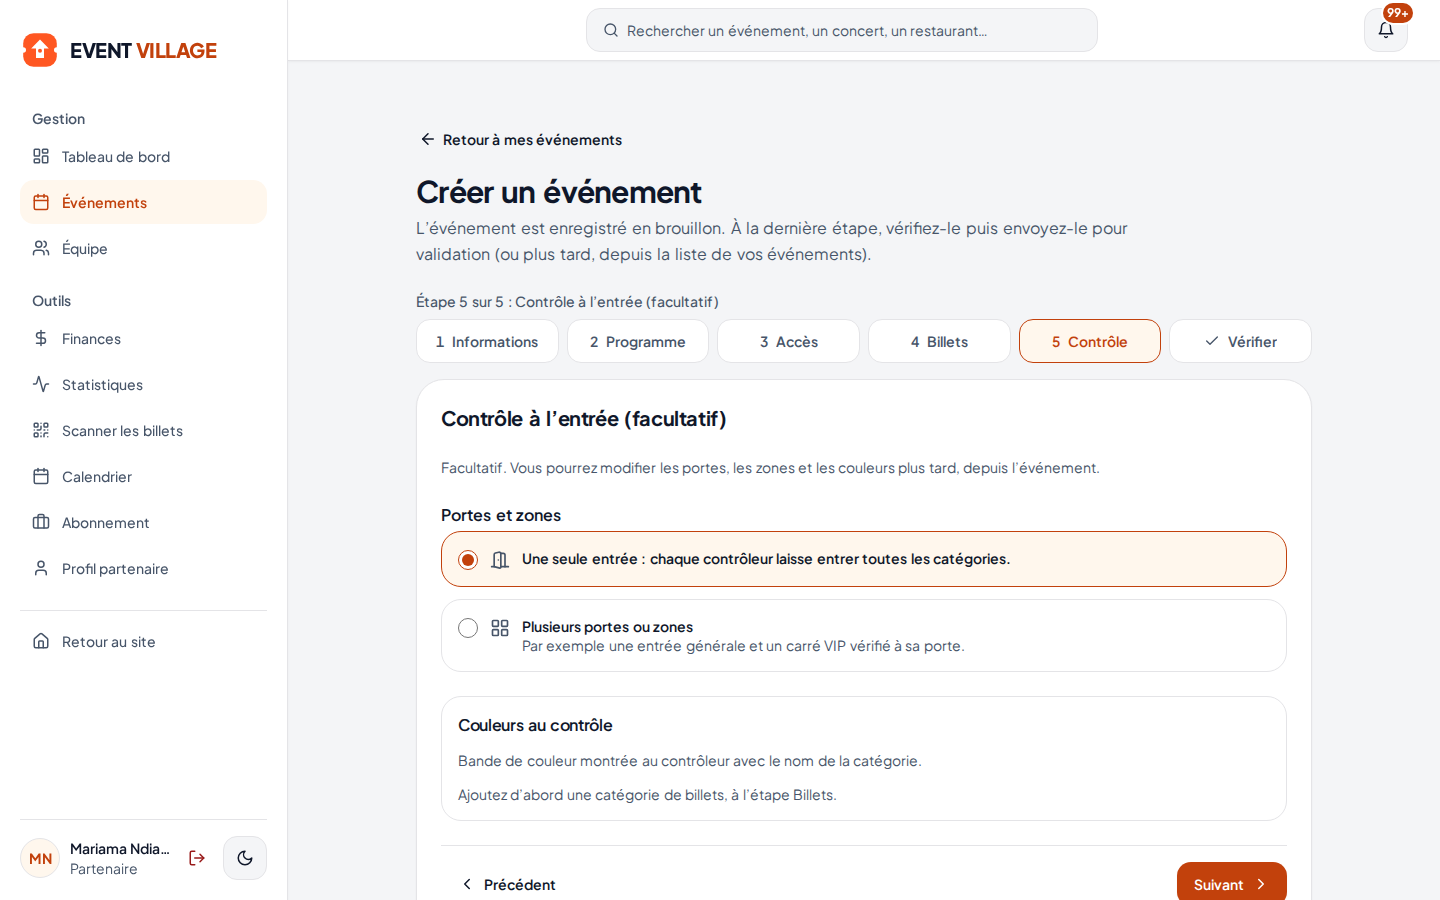 EVENT VILLAGE
Rechercher un événement, un concert, un restaurant...
99+
Gestion
Tableau de bord
Événements
Équipe
Outils
Finances
Statistiques
Scanner les billets
Calendrier
Abonnement
Profil partenaire
Retour au site
MN
Mariama Ndia...
Partenaire
Retour à mes événements
Créer un événement
L'événement est enregistré en brouillon. À la dernière étape, vérifiez-le puis envoyez-le pour
validation (ou plus tard, depuis la liste de vos événements).
Étape 5 sur 5 : Contrôle à l'entrée (facultatif)
1 Informations
2 Programme
3 Accès
4 Billets
5 Contrôle
Vérifier
Contrôle à l'entrée (facultatif)
Facultatif. Vous pourrez modifier les portes, les zones et les couleurs plus tard, depuis l'événement.
Portes et zones
Une seule entrée : chaque contrôleur laisse entrer toutes les catégories.
Plusieurs portes ou zones
Par exemple une entrée générale et un carré VIP vérifié à sa porte.
Couleurs au contrôle
Bande de couleur montrée au contrôleur avec le nom de la catégorie.
Ajoutez d'abord une catégorie de billets, à l'étape Billets.
Précédent
Suivant